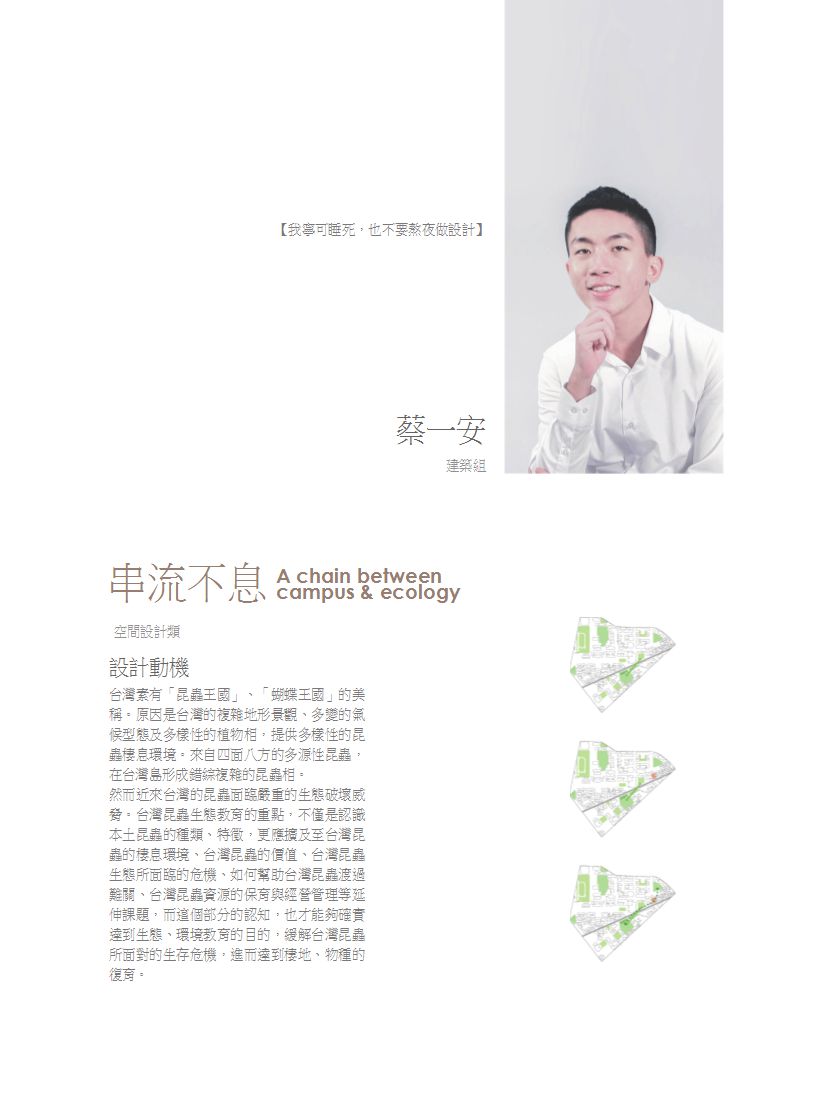 【我寧可睡死，也不要熬夜做設計】
蔡一安
建築組
串流不息 A chain between
campus & ecology
空間設計類
設計動機
台灣素有「昆蟲王國」、「蝴蝶王國」的美
稱。原因是台灣的複雜地形景觀、多變的氣
候型態及多樣性的植物相，提供多樣性的昆
蟲棲息環境。來自四面八方的多源性昆蟲，
在台灣島形成錯綜複雜的昆蟲相。
然而近來台灣的昆蟲面臨嚴重的生態破壞威
脅。台灣昆蟲生態教育的重點，不僅是認識
本土昆蟲的種類、特徵，更應擴及至台灣昆
蟲的棲息環境、台灣昆蟲的價值、台灣昆蟲
生態所面臨的危機、如何幫助台灣昆蟲渡過
難關、台灣昆蟲資源的保育與經營管理等延
伸課題，而這個部分的認知，也才能夠確實
達到生態、環境教育的目的，緩解台灣昆蟲
所面對的生存危機，進而達到棲地、物種的
復育。